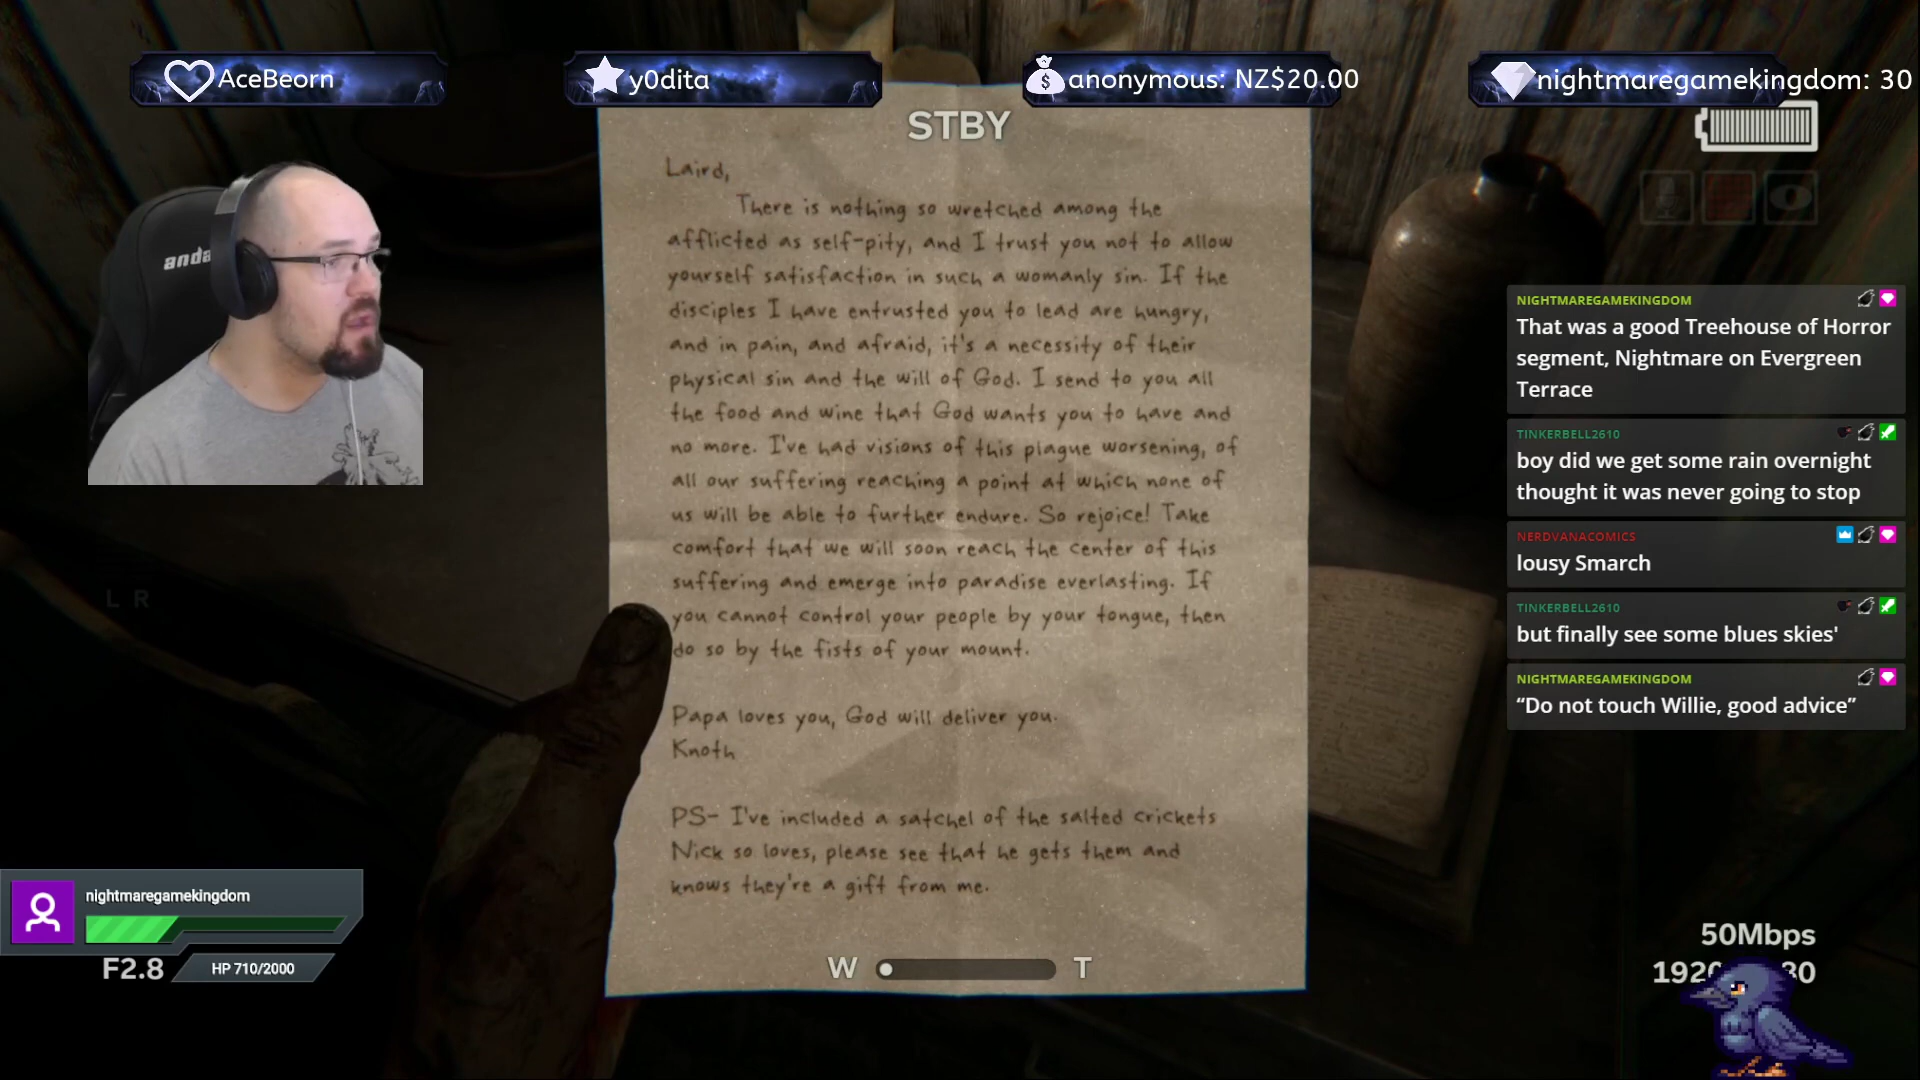 AceBeorn
y0dita
anonymous: NZ$20.00
nightmaregamekingdom: 30
STBY
Laird,
There is nothing so wretched among the
afflicted as self-pity, and I trust you not to allow
yourself satisfaction in such a womanly sin. If the
disciples I have entrusted you to lead are hungry,
and in pain, and afraid, it's a necessity of their
physical sin and the will of God. I send to you all
the food and wine that God wants you to have and
no more. I've had visions of this plague worsening, of
all our suffering reaching a point at which none of
us will be able to further endure. So rejoice! Take
comfort that we will soon reach the center of this
suffering and emerge into paradise everlasting. If
you cannot control your people by your tongue, then
do so by the fists of your mount.
Papa loves you, God will deliver you.
Knoth
PS- I've included a satchel of the salted crickets
Nick so loves, please see that he gets them and
knows they're a gift from me.
W T
anda
L R
NIGHTMAREGAMEKINGDOM
That was a good Treehouse of Horror
segment, Nightmare on Evergreen
Terrace
TINKERBELL2610
boy did we get some rain overnight
thought it was never going to stop
NERDVANACOMICS
lousy Smarch
TINKERBELL2610
but finally see some blues skies'
NIGHTMAREGAMEKINGDOM
“Do not touch Willie, good advice”
nightmaregamekingdom
F2.8
HP 710/2000
50Mbps